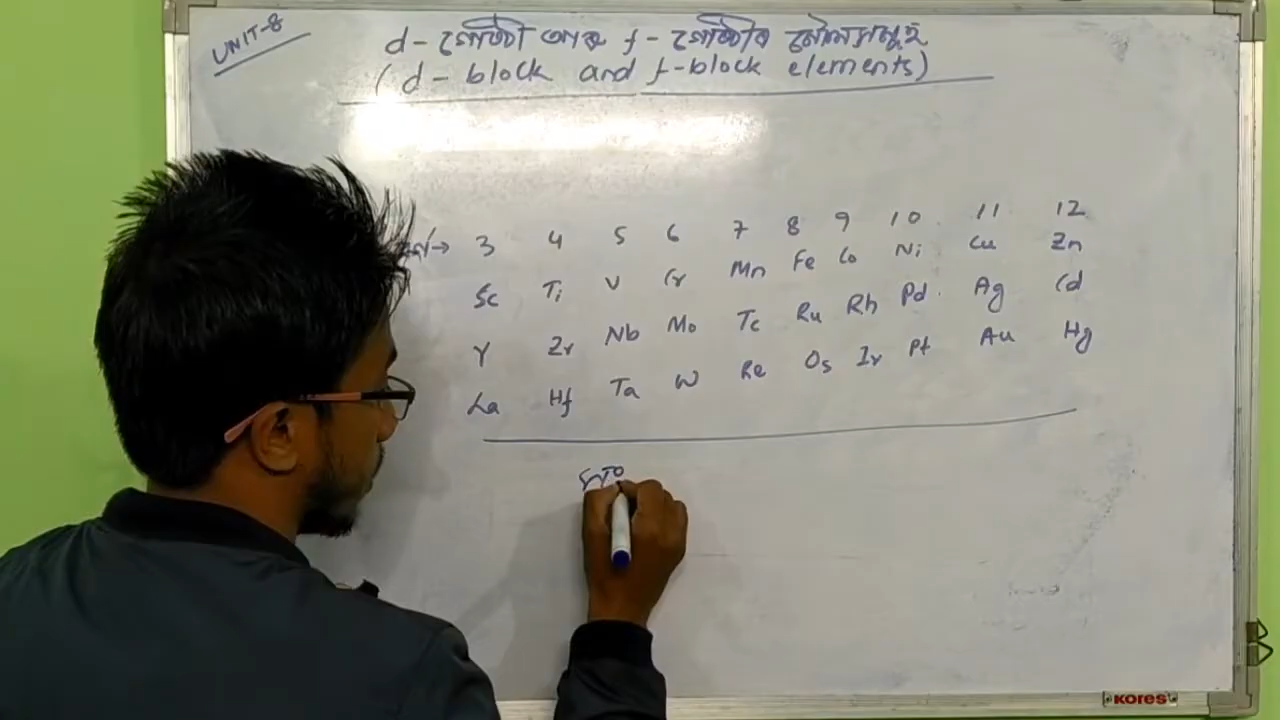 UNIT-8
d- গোষ্ঠী আৰু f- গোষ্ঠীৰ মৌলসমূহ
(d- block and f-block elements)
→ 3 4 5 6 7 8 9 10 11 12
Sc Ti V Cr Mn Fe Co Ni Cu Zn
Y Zr Nb Mo Tc Ru Rh Pd Ag Cd
La Hf Ta W Re Os Ir Pt Au Hg
KORES